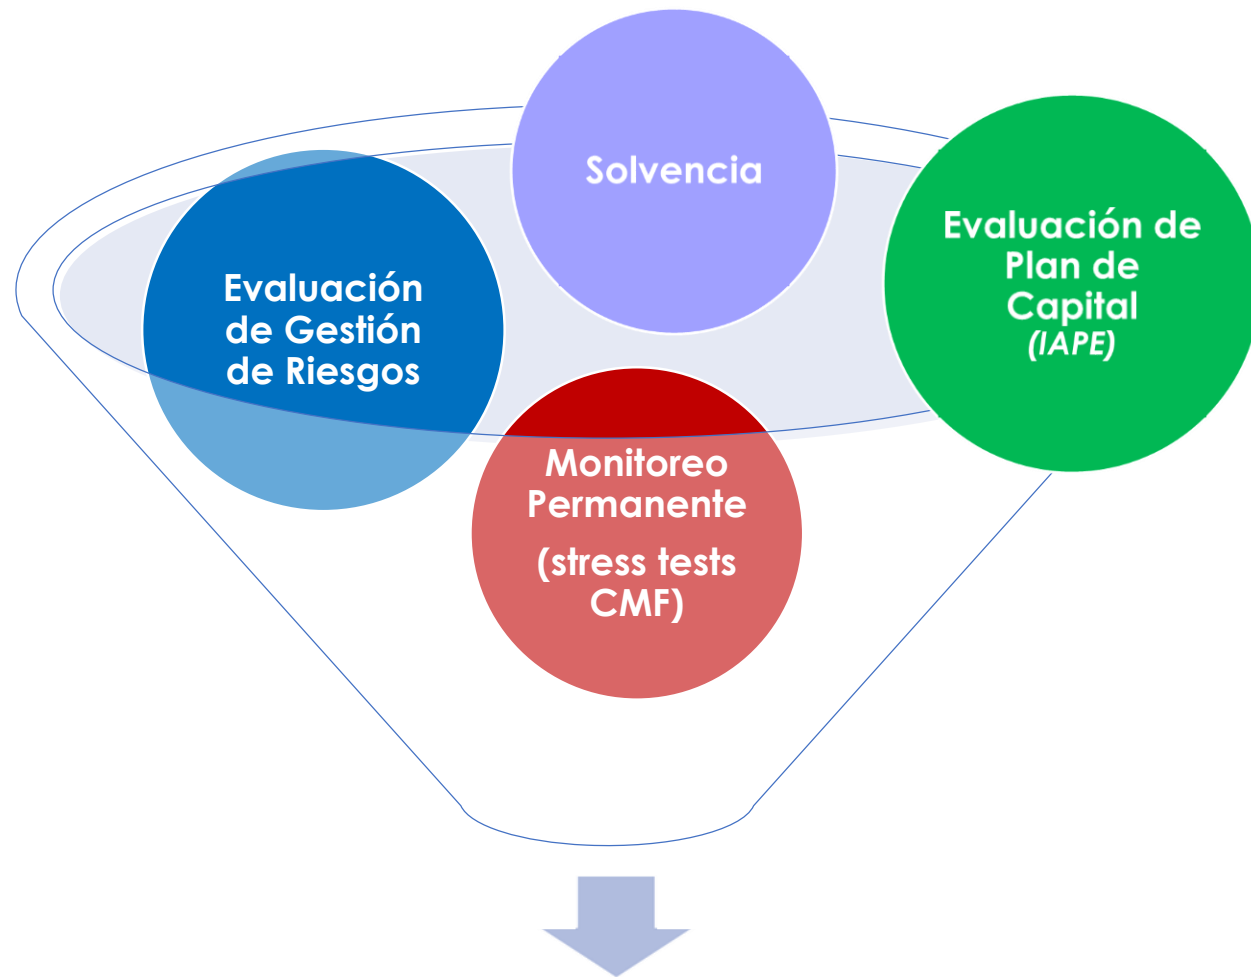 Solvencia
Evaluación de
Plan de
Capital
(IAPE)
Evaluación
de Gestión
de Riesgos
Monitoreo
Permanente
(stress tests
CMF)